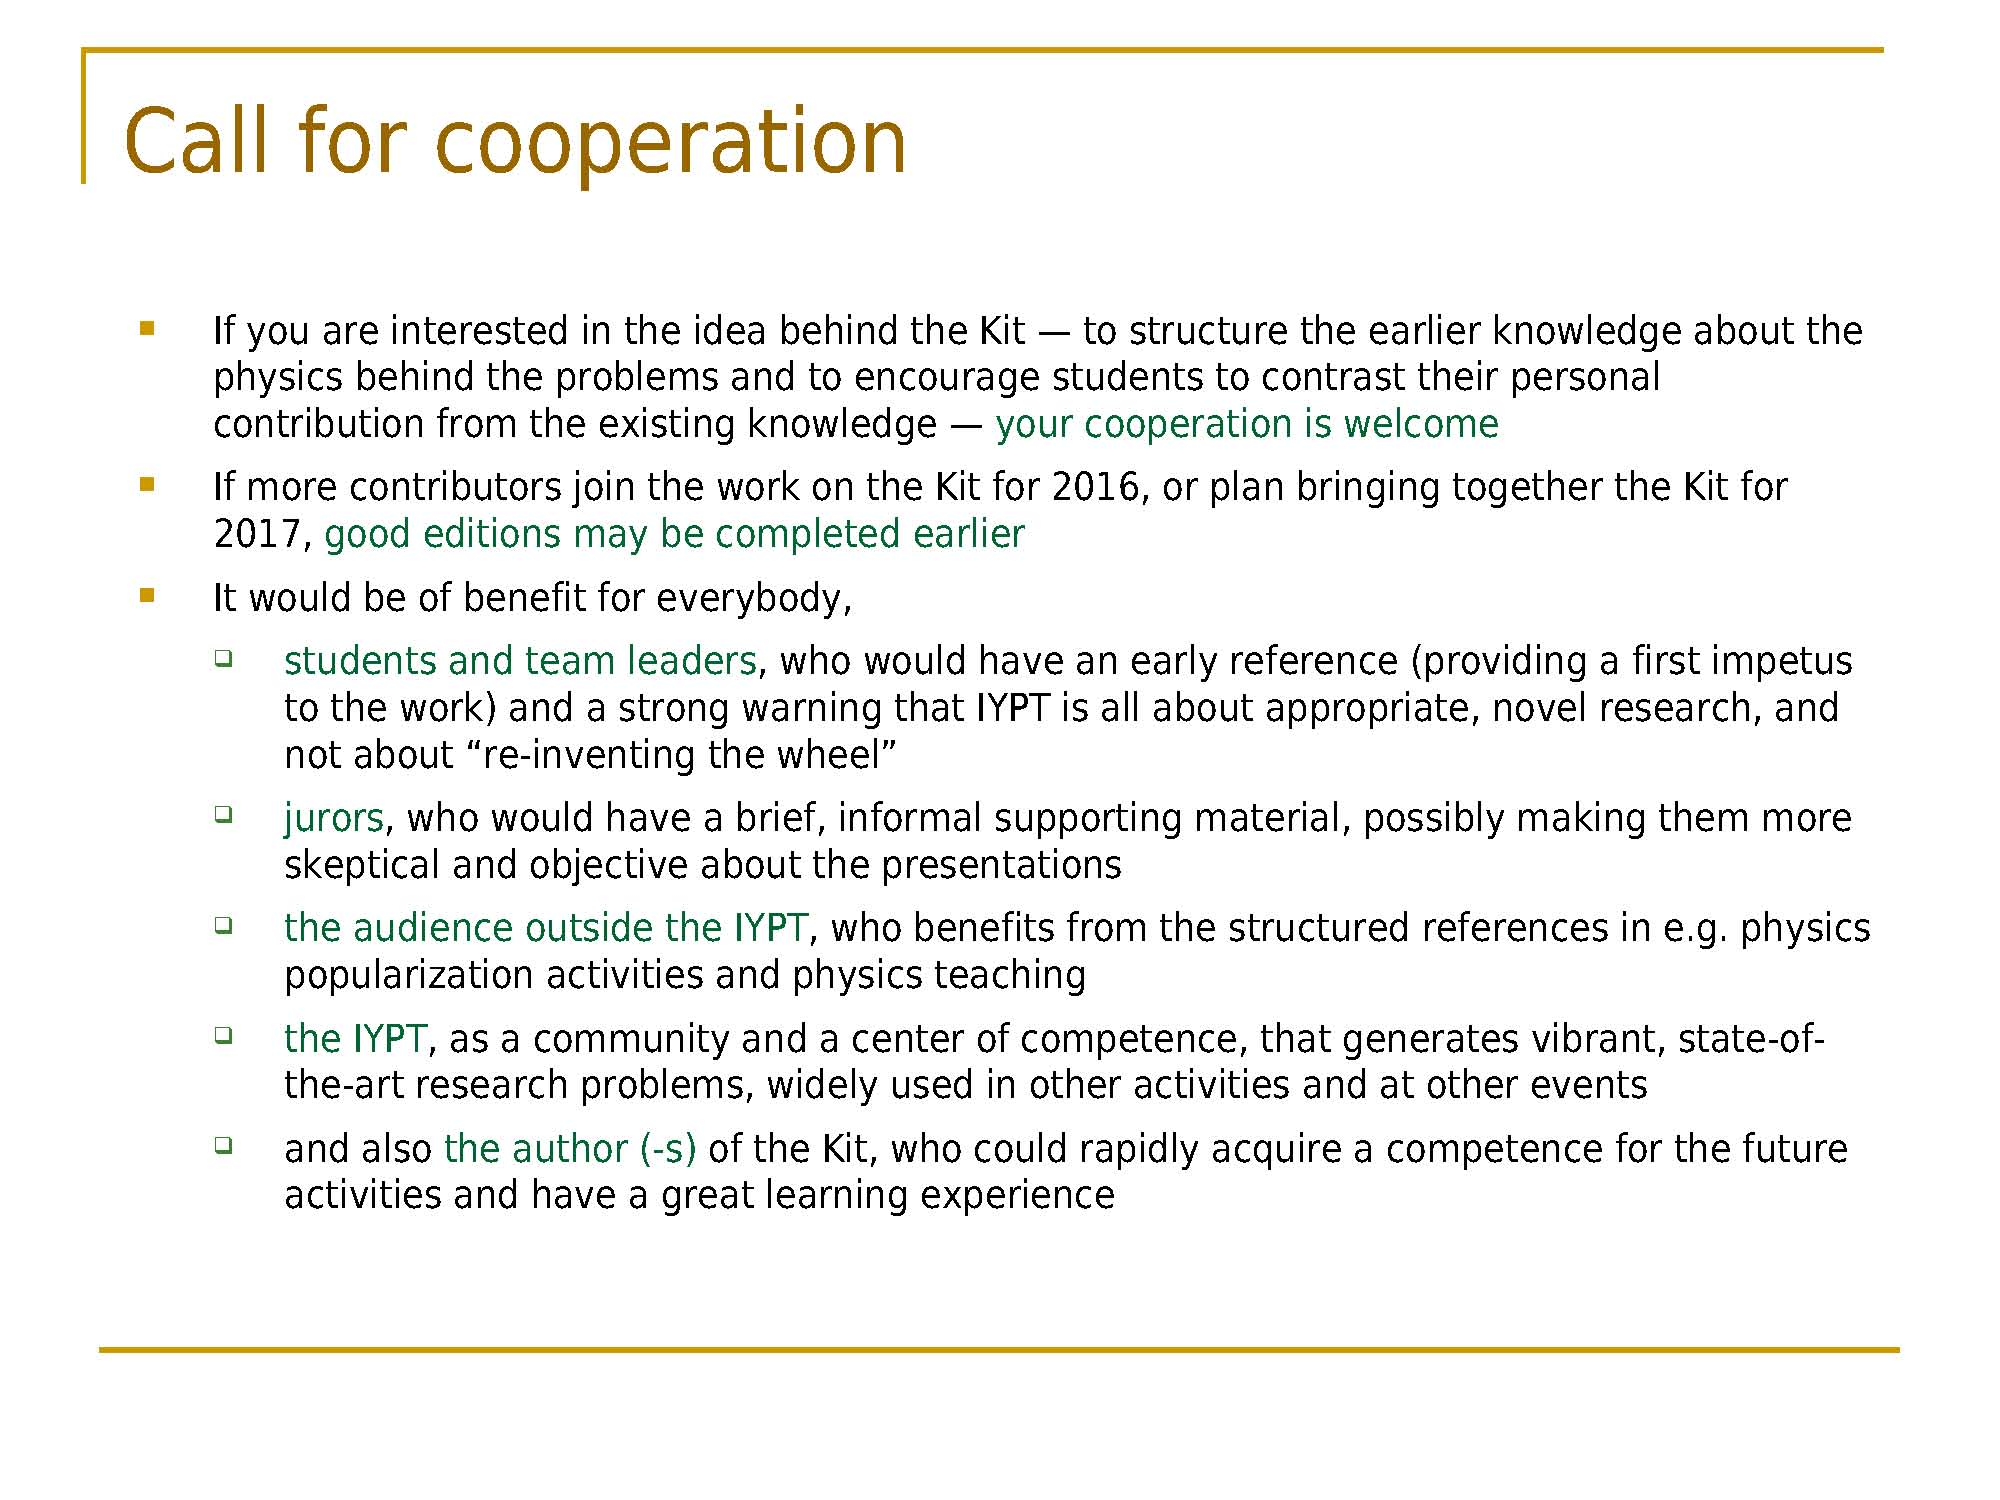 Call for cooperation
If you are interested in the idea behind the Kit — to structure the earlier knowledge about the
physics behind the problems and to encourage students to contrast their personal
contribution from the existing knowledge — your cooperation is welcome
If more contributors join the work on the Kit for 2016, or plan bringing together the Kit for
2017, good editions may be completed earlier
It would be of benefit for everybody,
students and team leaders, who would have an early reference (providing a first impetus
to the work) and a strong warning that IYPT is all about appropriate, novel research, and
not about “re-inventing the wheel”
jurors, who would have a brief, informal supporting material, possibly making them more
skeptical and objective about the presentations
the audience outside the IYPT, who benefits from the structured references in e.g. physics
popularization activities and physics teaching
the IYPT, as a community and a center of competence, that generates vibrant, state-of-
the-art research problems, widely used in other activities and at other events
and also the author (-s) of the Kit, who could rapidly acquire a competence for the future
activities and have a great learning experience